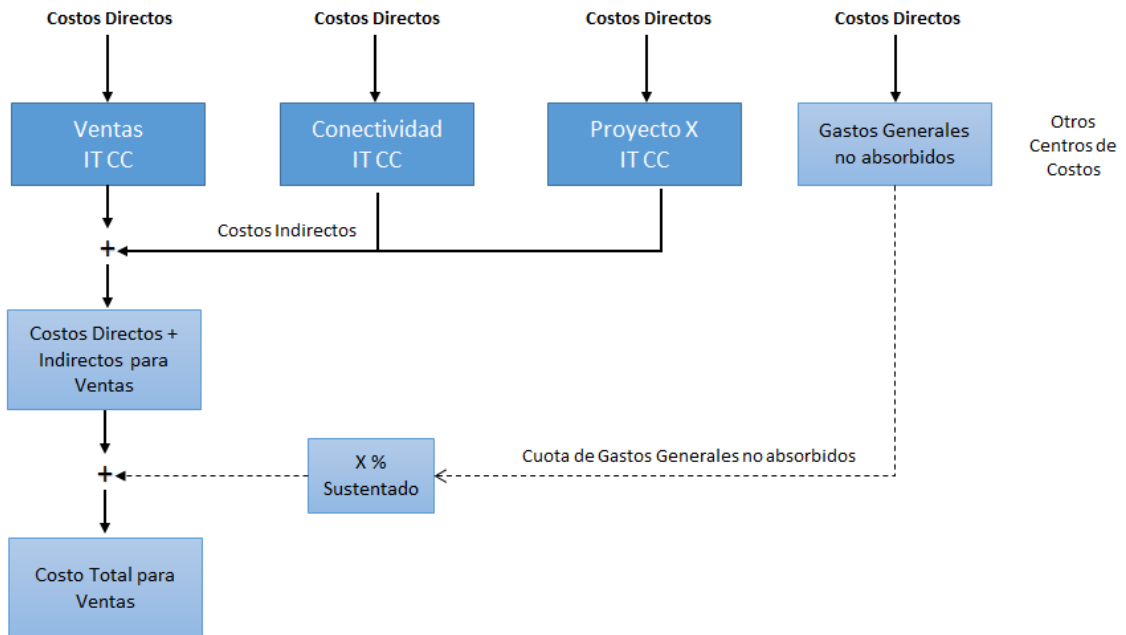 Costos Directos
Costos Directos
Costos Directos
Costos Directos
Ventas
IT CC
Conectividad
IT CC
Proyecto X
IT CC
Gastos Generales
no absorbidos
Otros
Centros de
Costos
Costos Indirectos
+
Costos Directos +
Indirectos para
Ventas
+
X %
Sustentado
Cuota de Gastos Generales no absorbidos
Costo Total para
Ventas